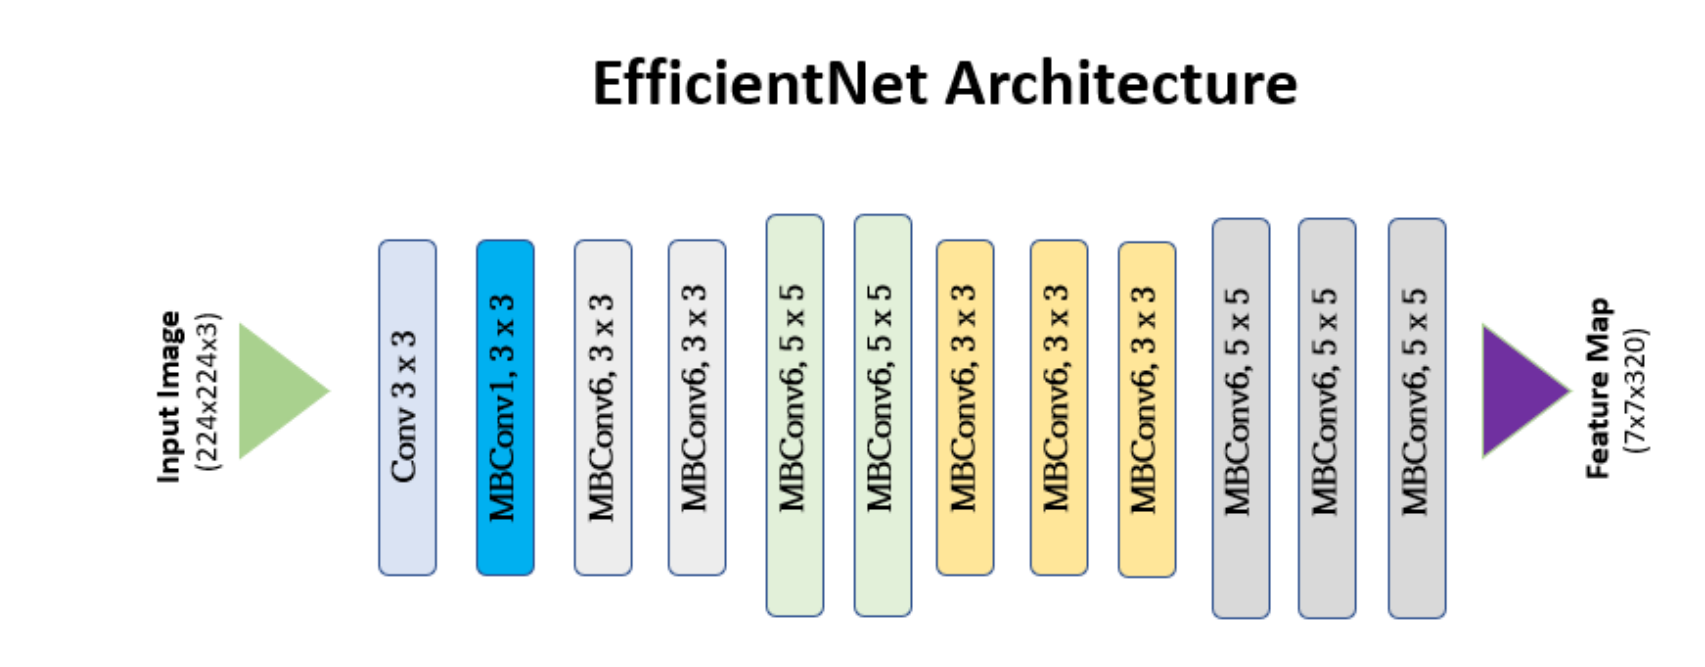 EfficientNet Architecture
Input Image
(224x224x3)
Conv 3 x 3
MBConv1, 3 x 3
MBConv6, 3 x 3
MBConv6, 3 x 3
MBConv6, 5 x 5
MBConv6, 5 x 5
MBConv6, 3 x 3
MBConv6, 3 x 3
MBConv6, 3 x 3
MBConv6, 5 x 5
MBConv6, 5 x 5
MBConv6, 5 x 5
Feature Map
(7x7x320)